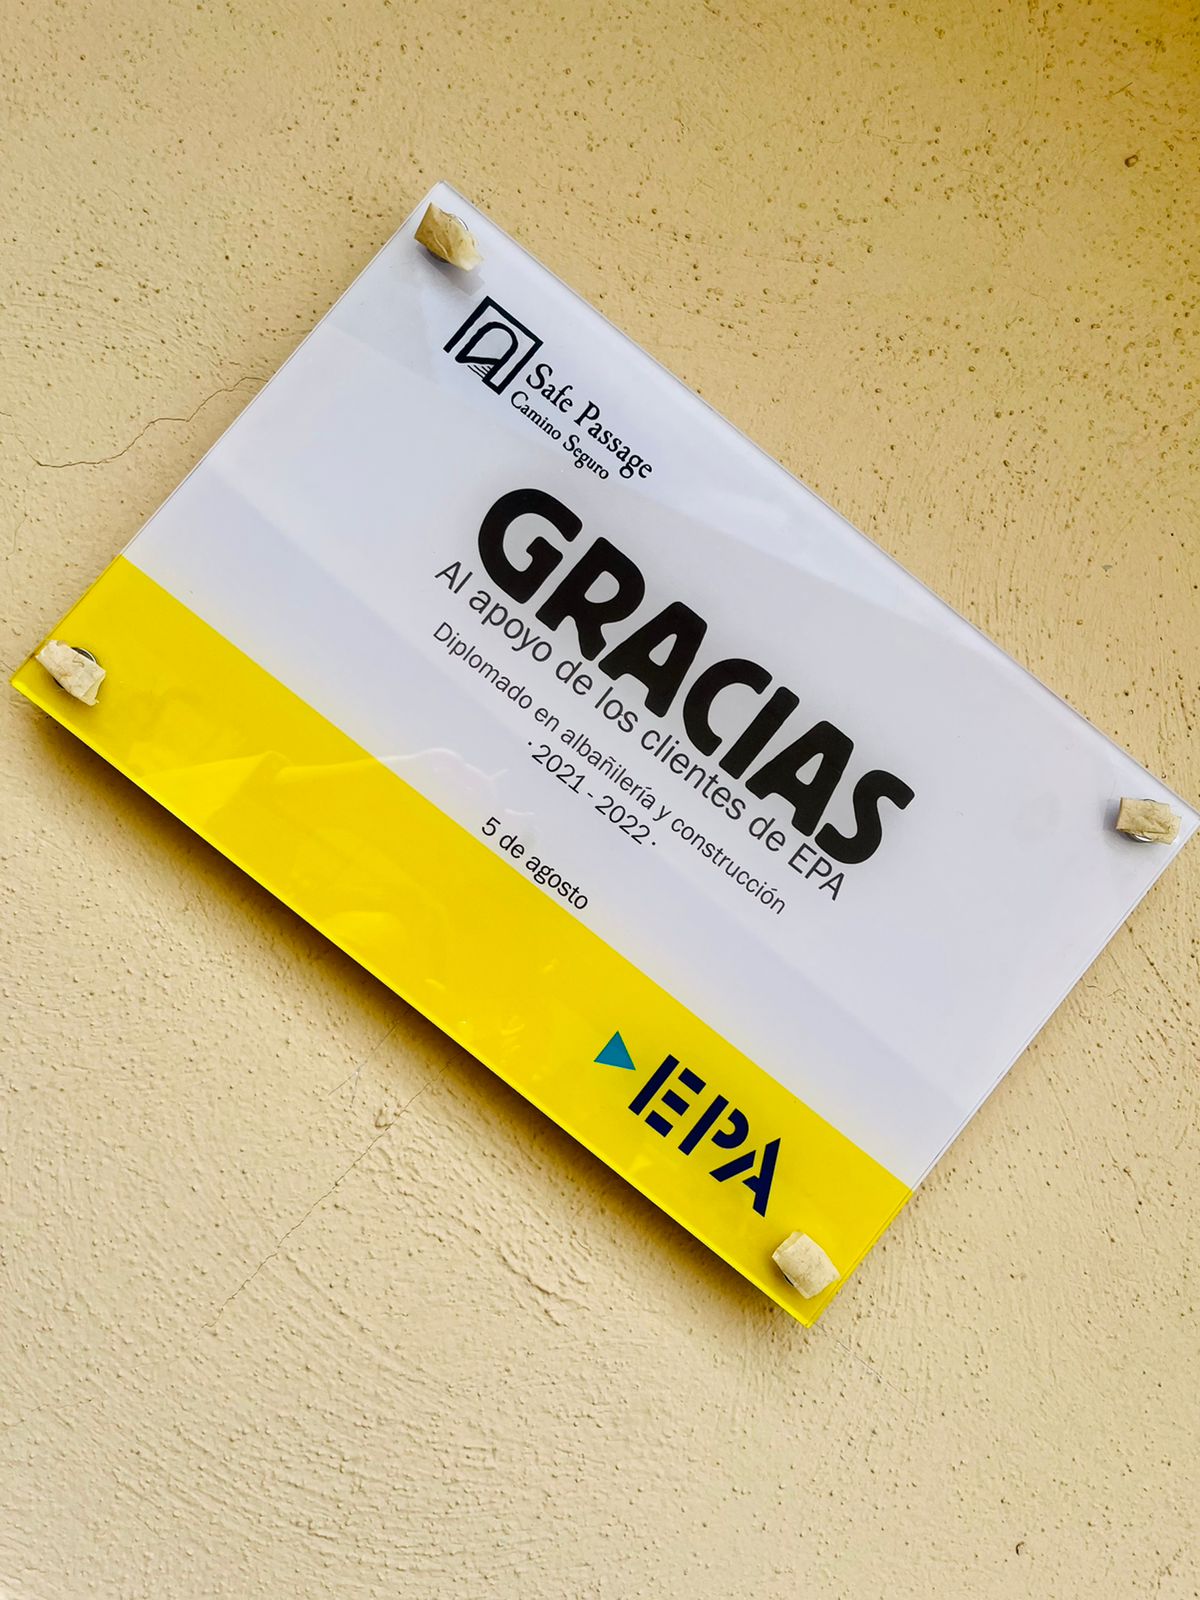 Safe Passage
Camino Seguro
GRACIAS
Al apoyo de los clientes de EPA
Diplomado en albañilería y construcción
· 2021 - 2022 ·
5 de agosto
EPA